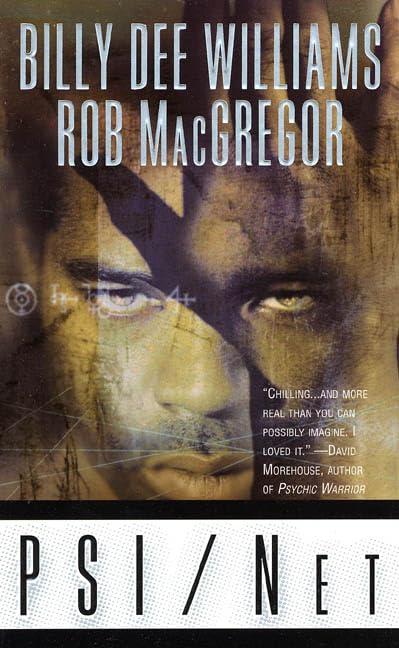 BILLY DEE WILLIAMS
ROB MACGREGOR
"CHILLING...AND MORE
REAL THAN YOU CAN
POSSIBLY IMAGINE. I
LOVED IT."—DAVID
MOREHOUSE, AUTHOR
OF PSYCHIC WARRIOR
PSI/NET